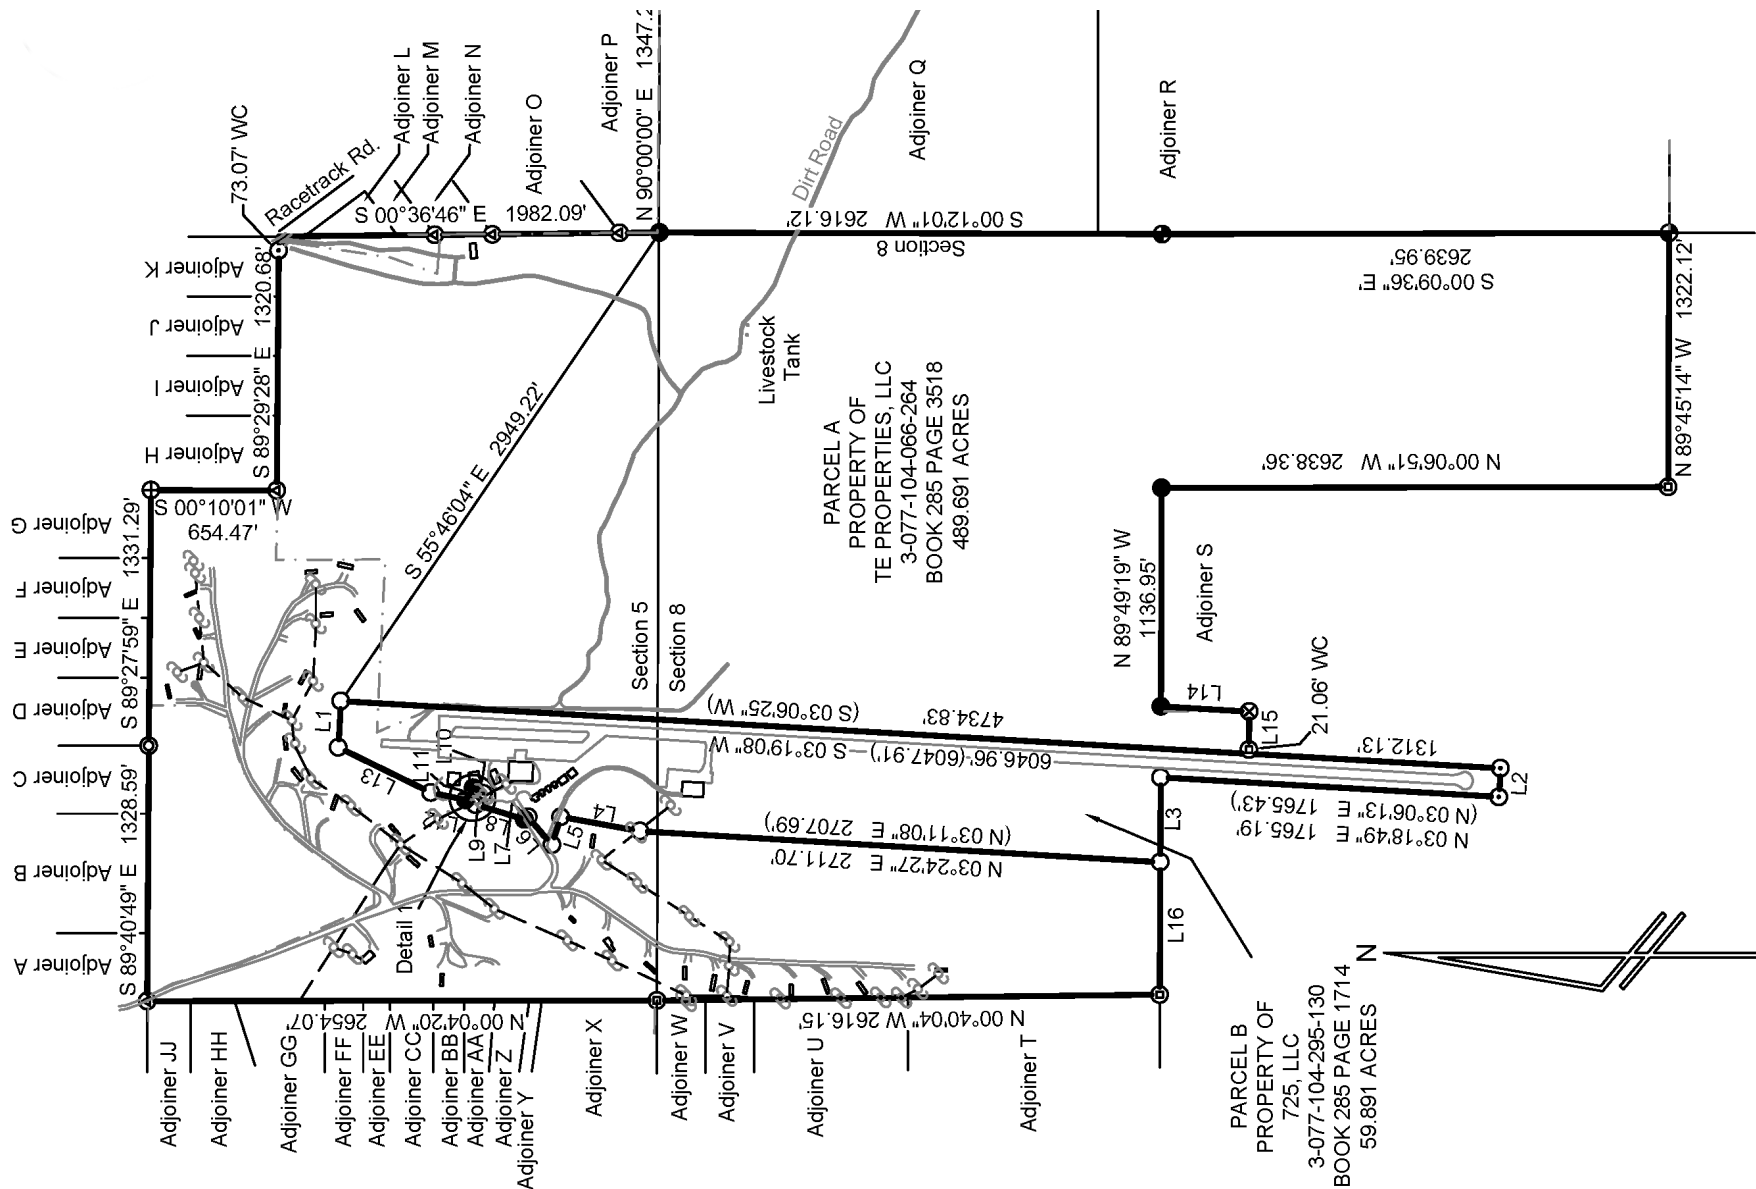 73.07' WC
Racetrack Rd.
Adjoiner L
Adjoiner M
Adjoiner N
Adjoiner O
Adjoiner P
N 90°00'00" E 1347.2
Adjoiner Q
Adjoiner R
Dirt Road
S 00°36'46" E 1982.09'
S 00°12'01" W
2616.12'
Section 8
2639.95'
S 00°09'36" E'
Adjoiner K
Adjoiner J
Adjoiner I
Adjoiner H
S 89°29'28" E 1320.68'
S 00°10'01" W
654.47'
Adjoiner G
Adjoiner F
Adjoiner E
Adjoiner D
Adjoiner C
Adjoiner B
Adjoiner A
S 89°27'59" E 1331.29'
S 89°40'49" E 1328.59'
S 55°46'04" E 2949.22'
Livestock
Tank
PARCEL A
PROPERTY OF
TE PROPERTIES, LLC
3-077-104-066-264
BOOK 285 PAGE 3518
489.691 ACRES
N 89°45'14" W 1322.12'
N 00°06'51" W 2638.36'
N 89°49'19" W
1136.95'
Adjoiner S
Section 5
Section 8
L14
L15
21.06' WC
(S 03°06'25" W)
4734.83'
1312.13'
S 03°19'08" W
6046.96' (6047.91')
L1
L13
L11
L10
L9
L8
L7
L6
L5
L4
L3
L2
L16
(N 03°11'08" E 2707.69')
N 03°24'27" E 2711.70'
(N 03°06'13" E 1765.43')
N 03°18'49" E 1765.19'
Detail 1
N 00°04'20" W 2654.07'
N 00°40'04" W 2616.15'
Adjoiner JJ
Adjoiner HH
Adjoiner GG
Adjoiner FF
Adjoiner EE
Adjoiner CC
Adjoiner BB
Adjoiner AA
Adjoiner Z
Adjoiner Y
Adjoiner X
Adjoiner W
Adjoiner V
Adjoiner U
Adjoiner T
PARCEL B
PROPERTY OF
725, LLC
3-077-104-295-130
BOOK 285 PAGE 1714
59.891 ACRES
N